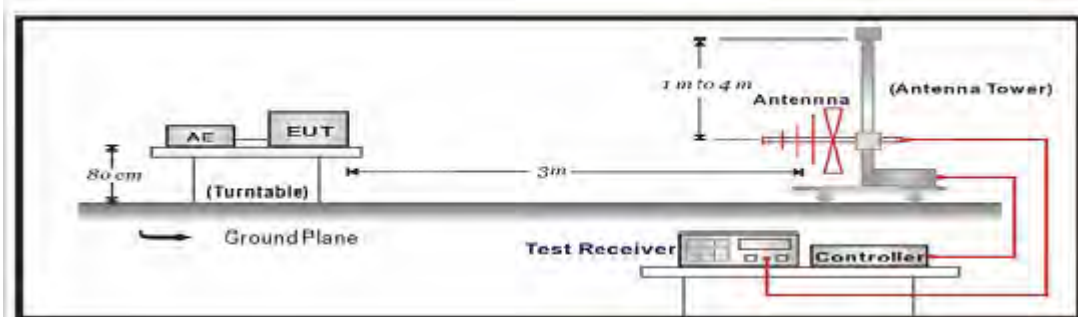 1 m to 4 m
Antennna
(Antenna Tower)
AE
EUT
80 cm
3m
(Turntable)
Ground Plane
Test Receiver
Controller